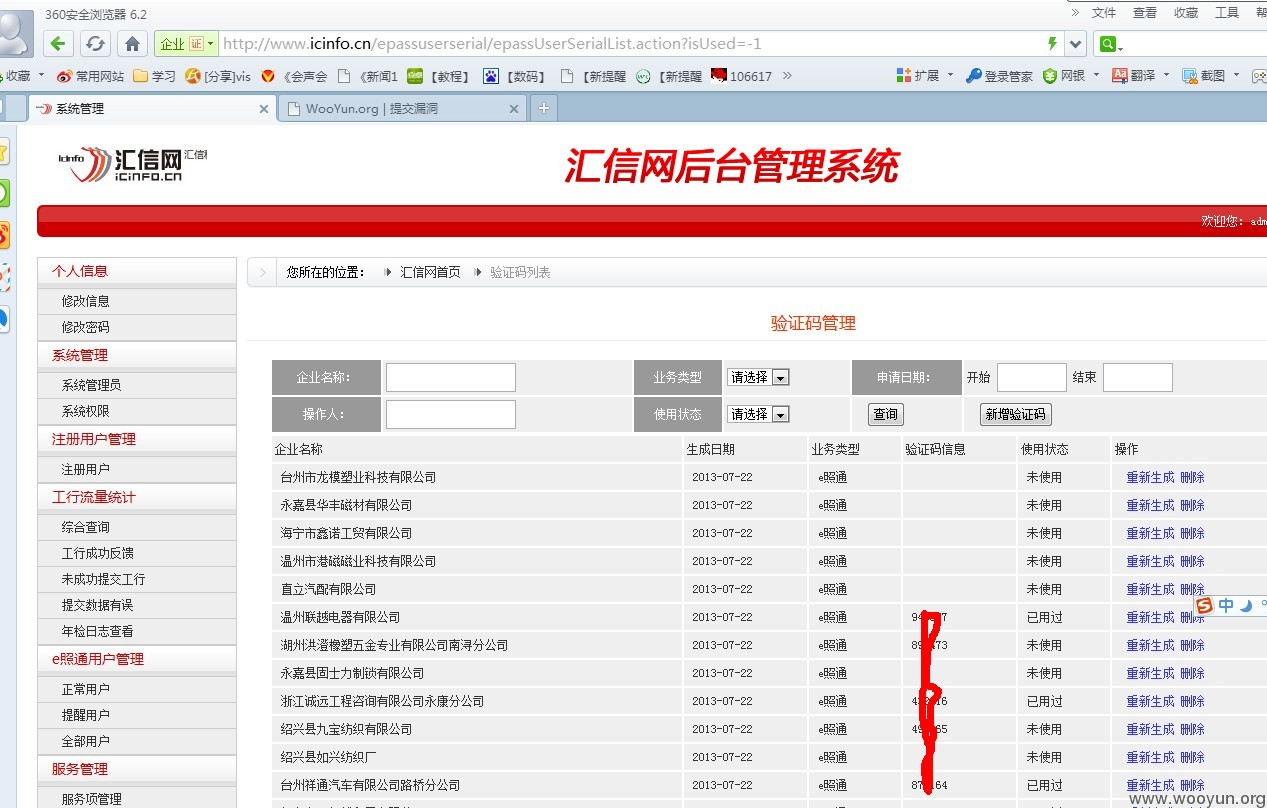 360安全浏览器 6.2
文件 查看 收藏 工具
企业 证 http://www.icinfo.cn/epassuserserial/epassUserSerialList.action?isUsed=-1
收藏 常用网站 学习 [分享]vis 《会声会 《新闻1 【教程】 【数码】 【新提醒 【新提醒 106617 » 扩展 登录管家 网银 翻译 截图
系统管理 WooYun.org | 提交漏洞
icinfo 汇信网 icinfo.cn
汇信网后台管理系统
欢迎您: adm
个人信息
修改信息
修改密码
系统管理
系统管理员
系统权限
注册用户管理
注册用户
工行流量统计
综合查询
工行成功反馈
未成功提交工行
提交数据有误
年检日志查看
e照通用户管理
正常用户
提醒用户
全部用户
服务管理
服务项管理
您所在的位置: 汇信网首页 验证码列表
验证码管理
企业名称: 业务类型 请选择 申请日期: 开始 结束
操作人: 使用状态 请选择 查询 新增验证码
企业名称 生成日期 业务类型 验证码信息 使用状态 操作
台州市龙模塑业科技有限公司 2013-07-22 e照通 未使用 重新生成 删除
永嘉县华丰磁材有限公司 2013-07-22 e照通 未使用 重新生成 删除
海宁市鑫诺工贸有限公司 2013-07-22 e照通 未使用 重新生成 删除
温州市港磁磁业科技有限公司 2013-07-22 e照通 未使用 重新生成 删除
直立汽配有限公司 2013-07-22 e照通 未使用 重新生成 删除
温州联越电器有限公司 2013-07-22 e照通 已用过 重新生成 删除
湖州洪澄橡塑五金专业有限公司南浔分公司 2013-07-22 e照通 未使用 重新生成 删除
永嘉县固士力制锁有限公司 2013-07-22 e照通 未使用 重新生成 删除
浙江诚远工程咨询有限公司永康分公司 2013-07-22 e照通 已用过 重新生成 删除
绍兴县九宝纺织有限公司 2013-07-22 e照通 未使用 重新生成 删除
绍兴县如兴纺织厂 2013-07-22 e照通 未使用 重新生成 删除
台州祥通汽车有限公司路桥分公司 2013-07-22 e照通 已用过 重新生成 删除
中
www.wooyun.org